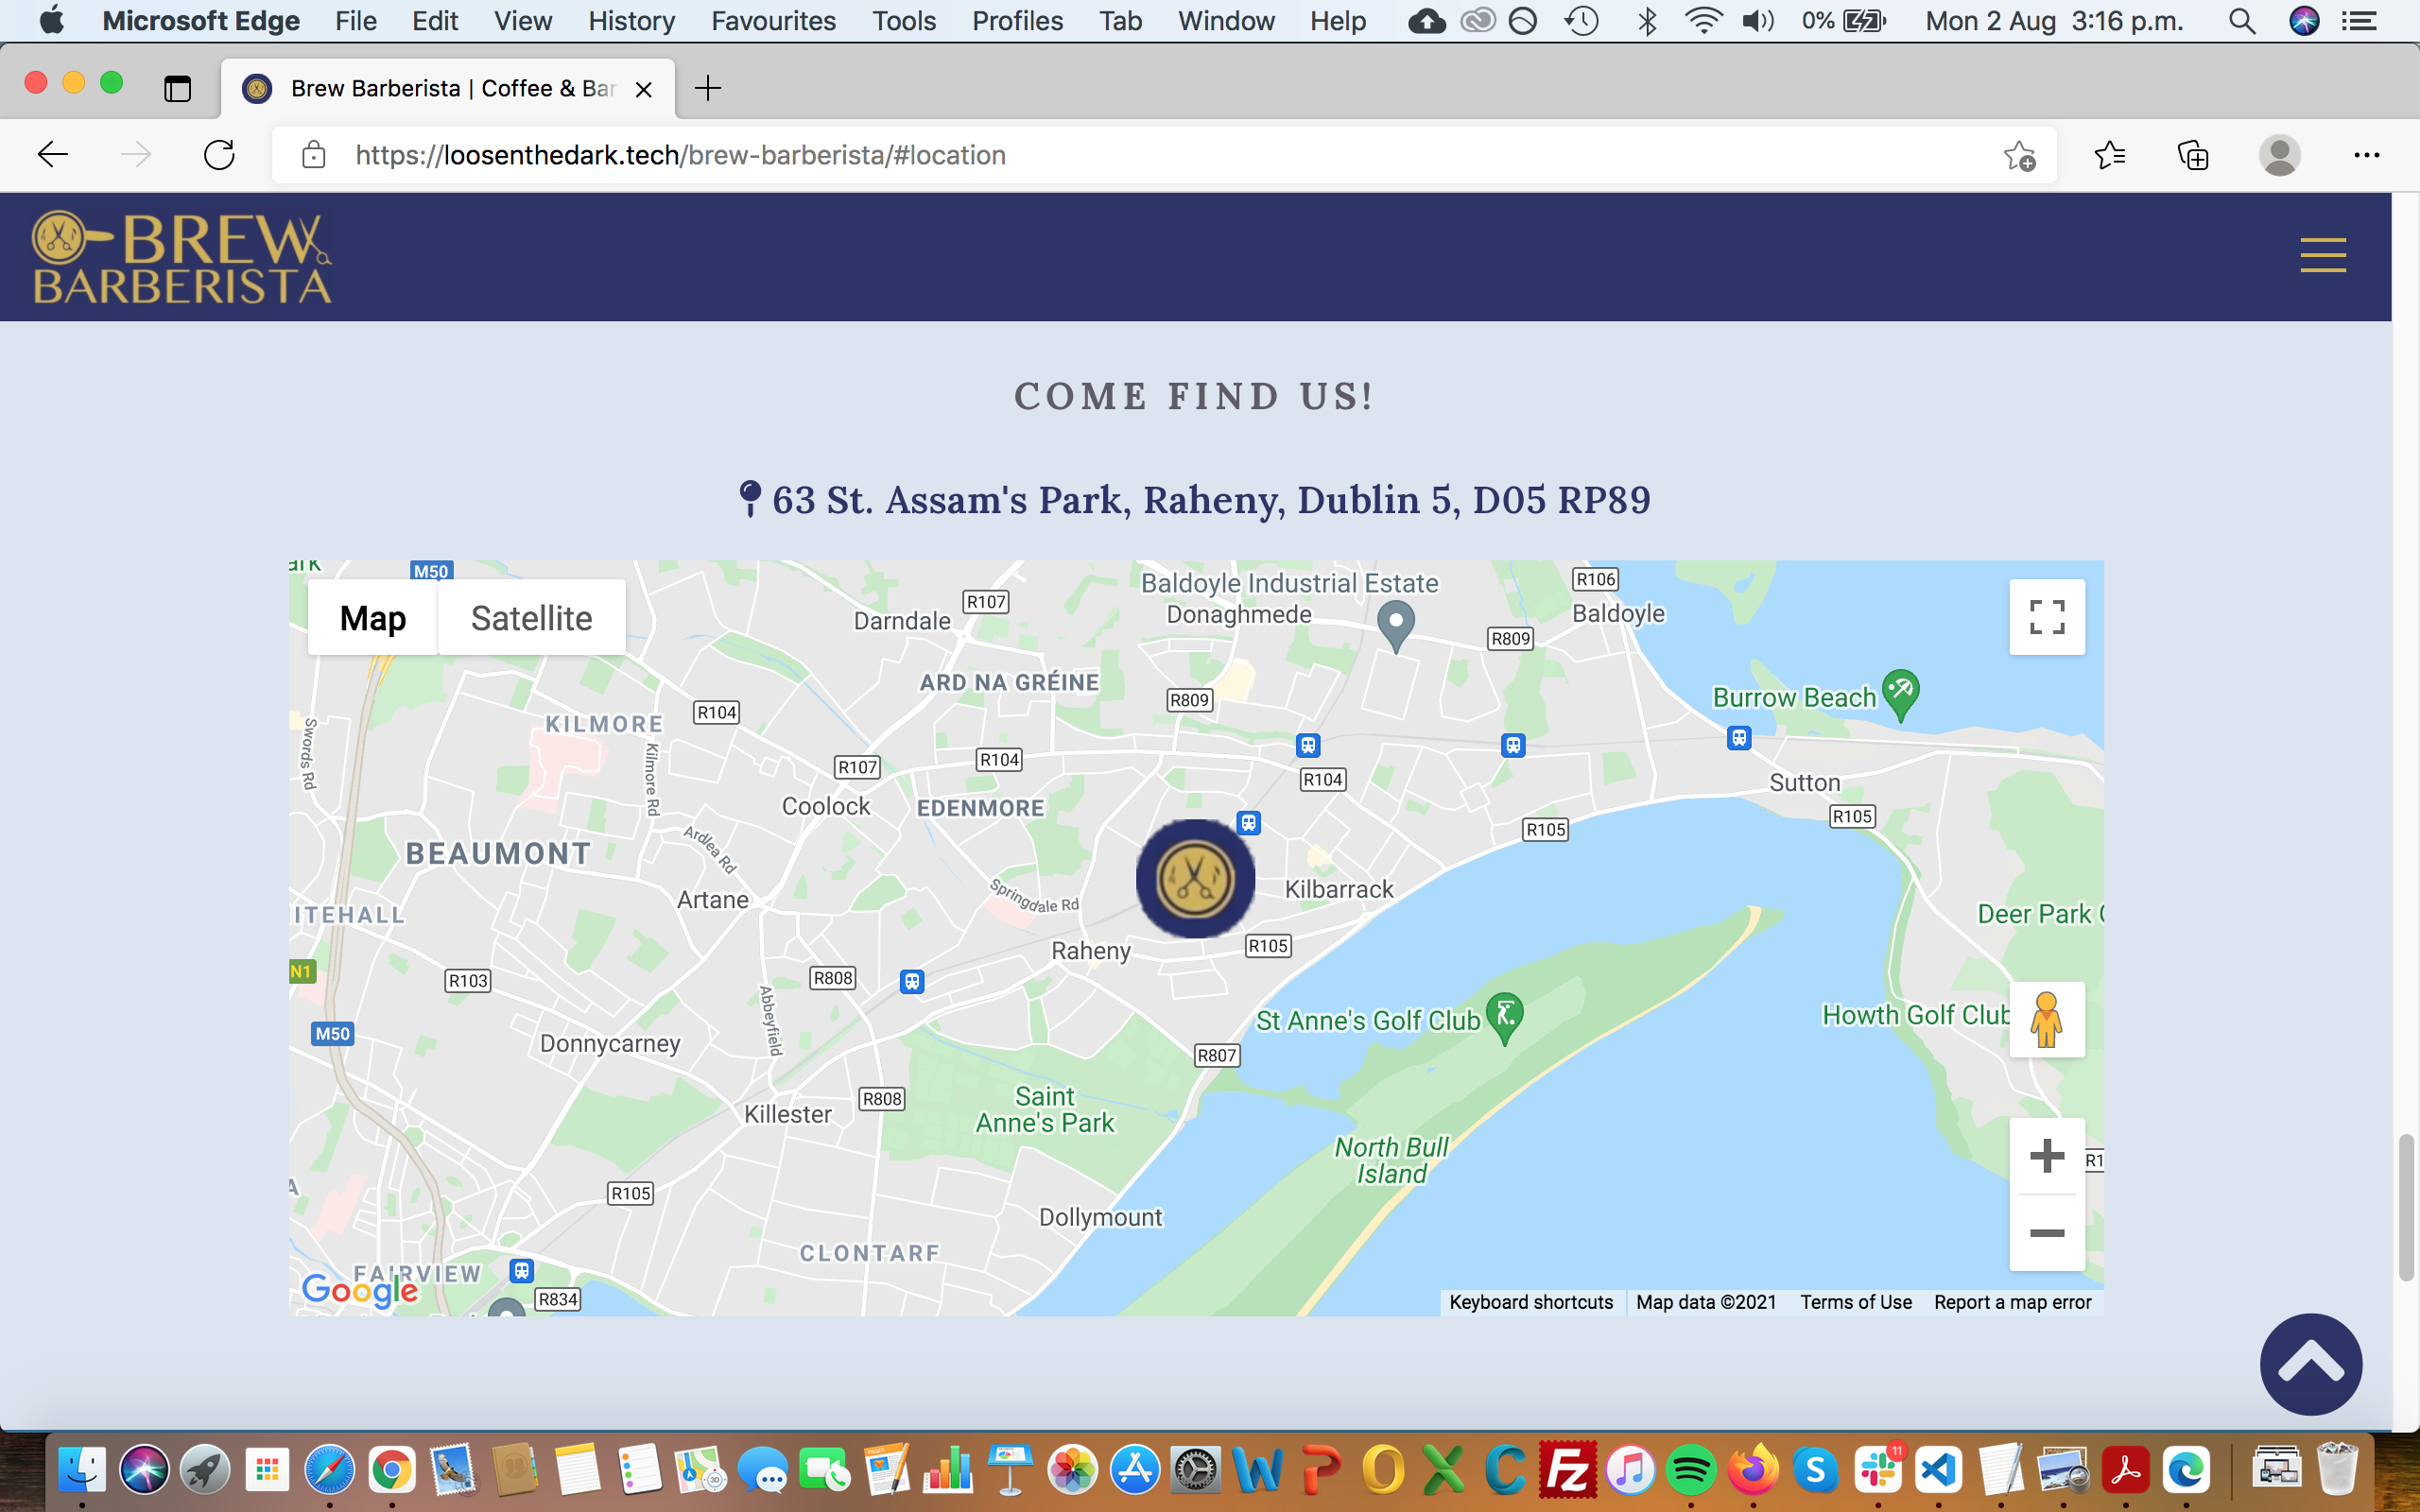 Microsoft Edge File Edit View History Favourites Tools Profiles Tab Window Help 0% Mon 2 Aug 3:16 p.m.
Brew Barberista | Coffee & Bar
https://loosenthedark.tech/brew-barberista/#location
BREW
BARBERISTA
COME FIND US!
63 St. Assam's Park, Raheny, Dublin 5, D05 RP89
Map Satellite
M50
Baldoyle Industrial Estate
R106
R107
Darndale
Donaghmede
Baldoyle
R809
ARD NA GRÉINE
R809
Burrow Beach
KILMORE
R104
Swords Rd
Kilmore Rd
R107
R104
R104
Sutton
Coolock
EDENMORE
R105
R105
BEAUMONT
Ardlea Rd
Artane
Springdale Rd
Kilbarrack
ITEHALL
Deer Park
Raheny
R105
N1
R103
R808
Abbeyfield
St Anne's Golf Club
Howth Golf Club
M50
Donnycarney
R807
Saint
Anne's Park
R808
Killester
North Bull
Island
R1
R105
Dollymount
CLONTARF
FAIRVIEW
Google
R834
Keyboard shortcuts Map data ©2021 Terms of Use Report a map error
11